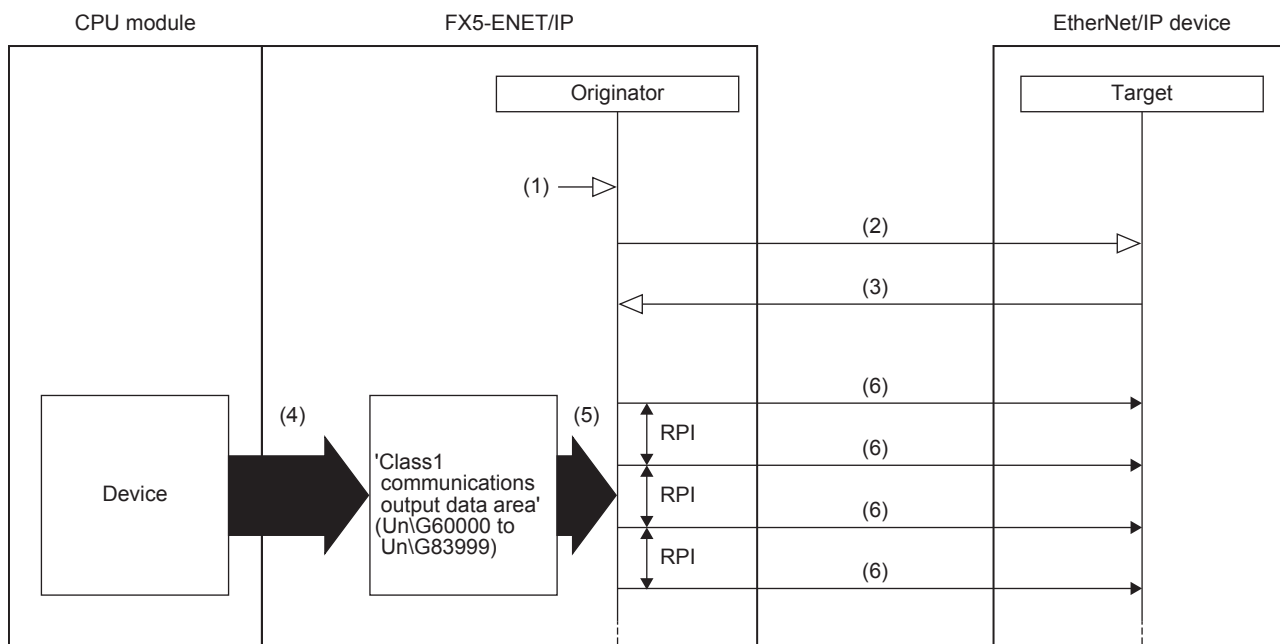 CPU module
FX5-ENET/IP
EtherNet/IP device
Originator
Target
(1)
(2)
(3)
(6)
(4)
(5)
RPI
(6)
'Class1
communications
output data area'
(Un\G60000 to
Un\G83999)
Device
RPI
(6)
RPI
(6)